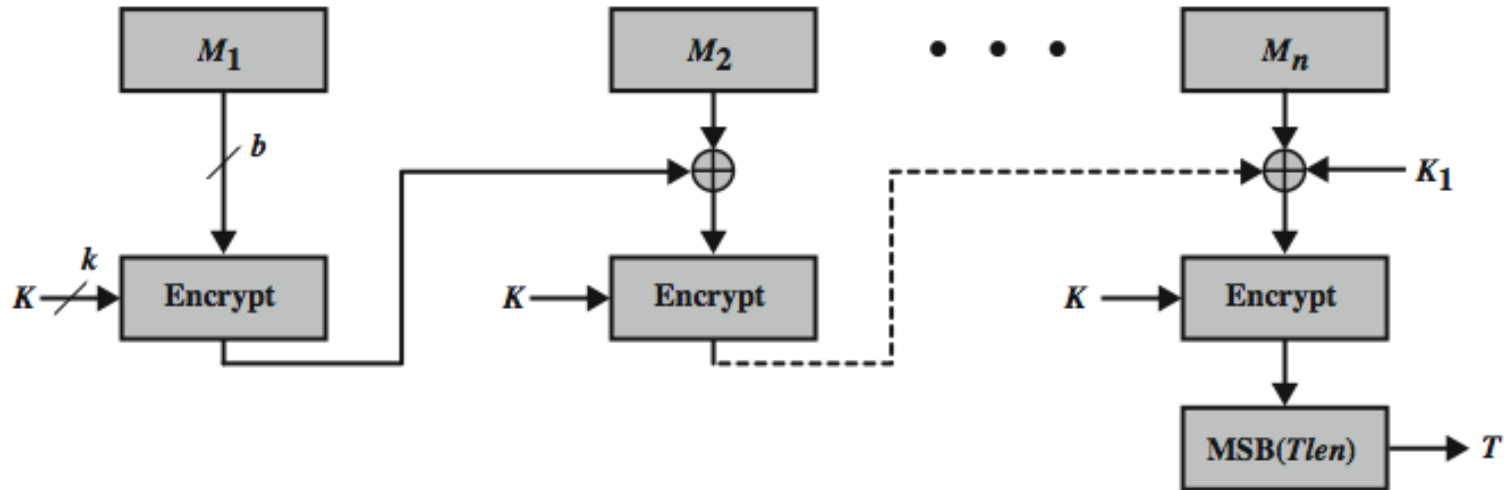 M1
M2
• • •
Mn
b
K1
k
K
Encrypt
K
Encrypt
K
Encrypt
MSB(Tlen)
T